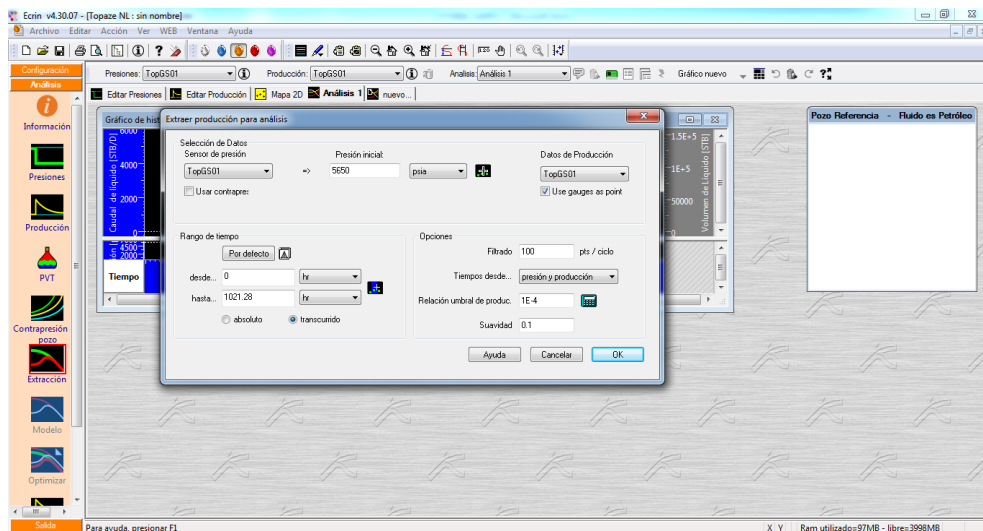 Ecrin v4.30.07 - [Topaze NL : sin nombre]
Archivo Editar Acción Ver WEB Ventana Ayuda
Configuración
Presiones: TopGS01 Producción: TopGS01 Analisis: Análisis 1 Gráfico nuevo
Análisis
Editar Presiones Editar Producción Mapa 2D Análisis 1 nuevo...
Información
Presiones
Producción
PVT
Contrapresión pozo
Extracción
Modelo
Optimizar
Salida
Gráfico de hist
6000
4000
2000
0
Caudal de líquido [STB/D]
4500
2000
Tiempo
1.5E+5
1E+5
50000
0
Volumen de Líquido [STB]
Pozo Referencia - Fluido es Petróleo
Extraer producción para análisis
Selección de Datos
Sensor de presión Presión inicial: Datos de Producción
TopGS01 => 5650 psia TopGS01
Usar contrapre: Use gauges as point
Rango de tiempo
Por defecto
desde... 0 hr
hasta... 1021.28 hr
absoluto transcurrido
Opciones
Filtrado 100 pts / ciclo
Tiempos desde... presión y producción
Relación umbral de produc. 1E-4
Suavidad 0.1
Ayuda Cancelar OK
Para ayuda, presionar F1 X Y Ram utilizado=97MB - libre=3998MB